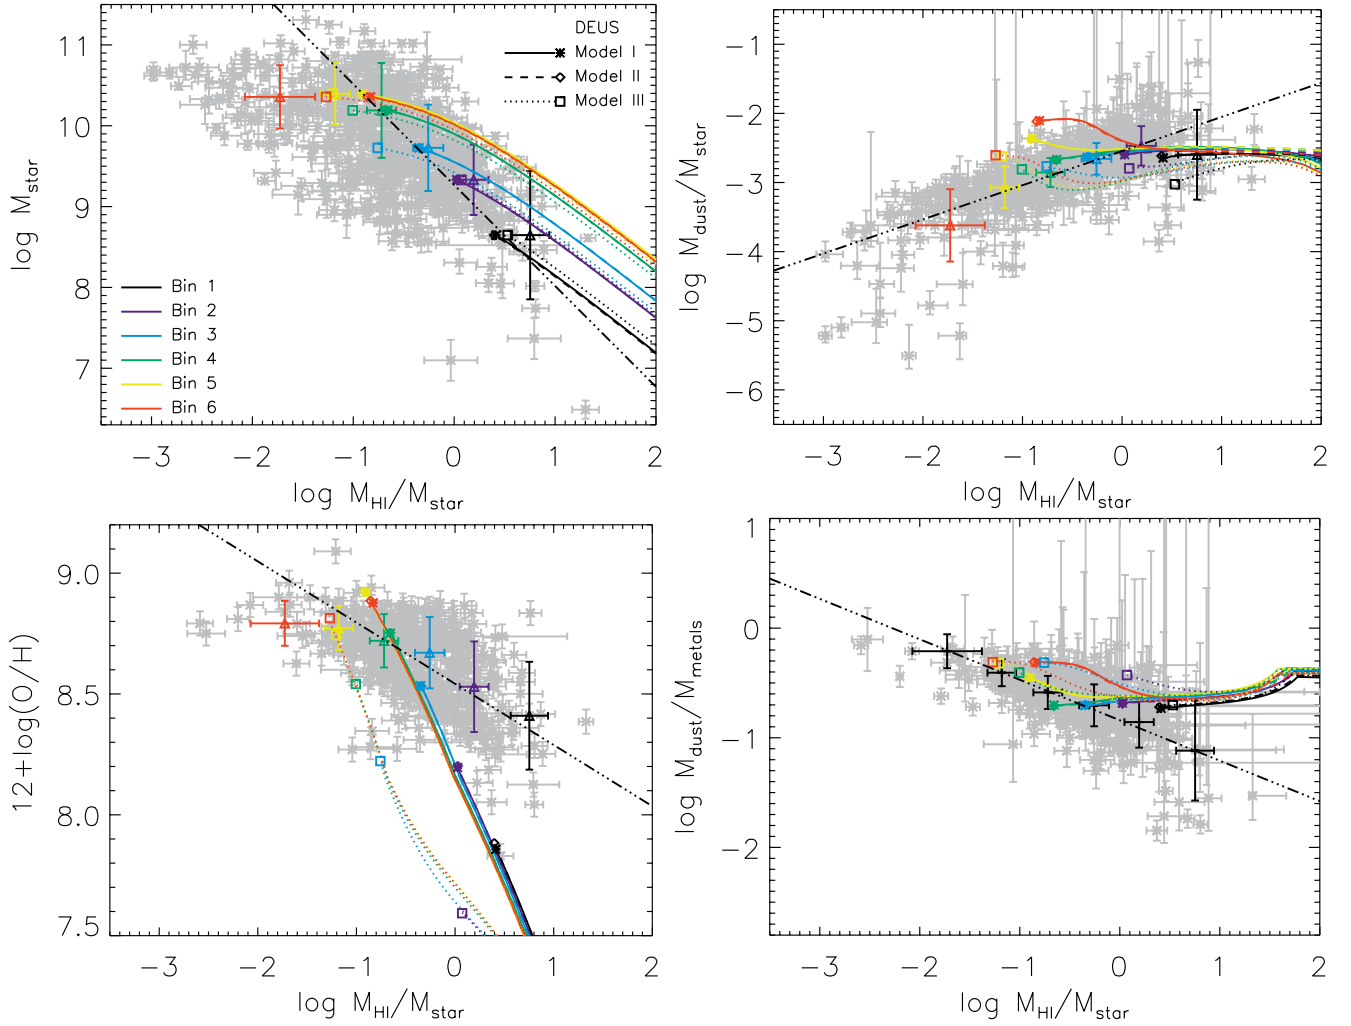 DEUS
Model I
Model II
Model III
Bin 1
Bin 2
Bin 3
Bin 4
Bin 5
Bin 6
11
10
9
8
7
log M_star
−3 −2 −1 0 1 2
log M_HI/M_star
−1
−2
−3
−4
−5
−6
log M_dust/M_star
−3 −2 −1 0 1 2
log M_HI/M_star
9.0
8.5
8.0
7.5
12+log(O/H)
−3 −2 −1 0 1 2
log M_HI/M_star
1
0
−1
−2
log M_dust/M_metals
−3 −2 −1 0 1 2
log M_HI/M_star